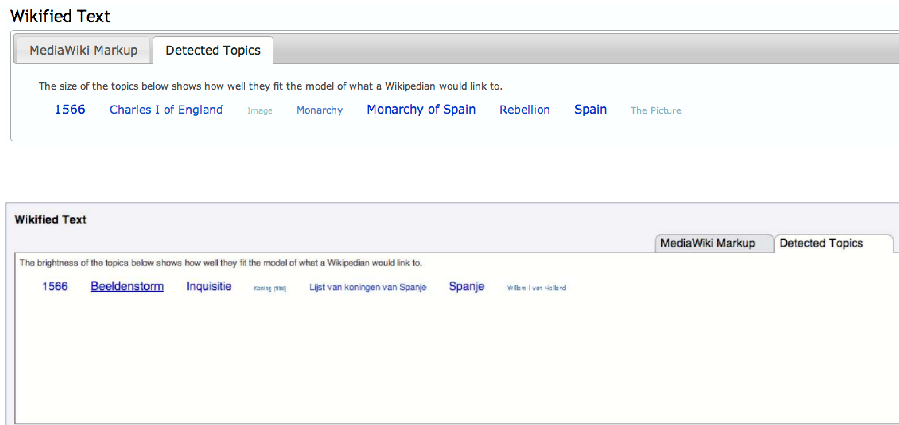 Wikified Text
MediaWiki Markup Detected Topics
The size of the topics below shows how well they fit the model of what a Wikipedian would link to.
1566 Charles I of England Image Monarchy Monarchy of Spain Rebellion Spain The Picture
Wikified Text
MediaWiki Markup Detected Topics
The brightness of the topics below shows how well they fit the model of what a Wikipedian would link to.
1566 Beeldenstorm Inquisitie Koning Lijst van koningen van Spanje Spanje Willem I van Holland